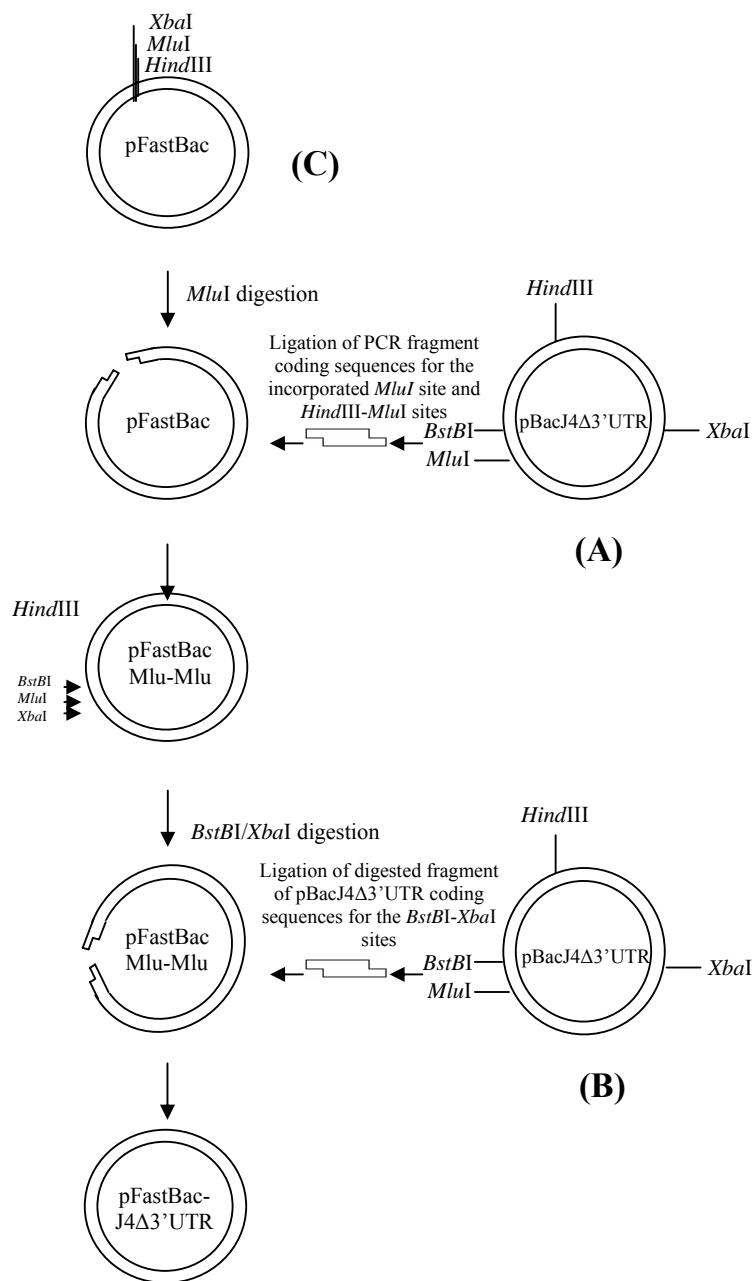 XbaI
MluI
HindIII
pFastBac
(C)
MluI digestion
HindIII
Ligation of PCR fragment
coding sequences for the
incorporated MluI site and
HindIII-MluI sites
pFastBac
BstBI
MluI
pBacJ4Δ3’UTR
XbaI
(A)
HindIII
pFastBac
Mlu-Mlu
BstBI
MluI
XbaI
BstBI/XbaI digestion
HindIII
Ligation of digested fragment
of pBacJ4Δ3’UTR coding
sequences for the BstBI-XbaI
sites
pFastBac
Mlu-Mlu
BstBI
MluI
pBacJ4Δ3’UTR
XbaI
(B)
pFastBac-
J4Δ3’UTR